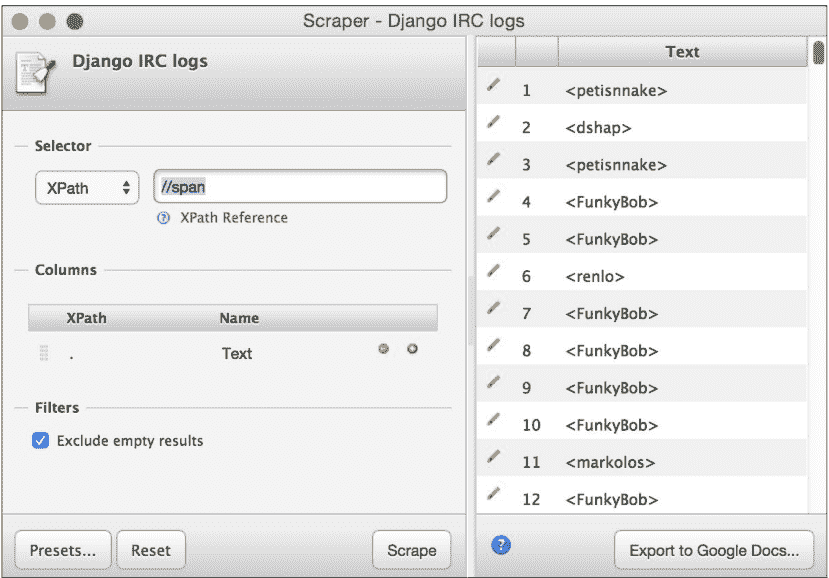 Scraper - Django IRC logs
Django IRC logs
Selector
XPath
//span
? XPath Reference
Columns
XPath Name
. Text
Filters
Exclude empty results
Presets... Reset Scrape
Text
1 <petisnnake>
2 <dshap>
3 <petisnnake>
4 <FunkyBob>
5 <FunkyBob>
6 <renlo>
7 <FunkyBob>
8 <FunkyBob>
9 <FunkyBob>
10 <FunkyBob>
11 <markolos>
12 <FunkyBob>
? Export to Google Docs...